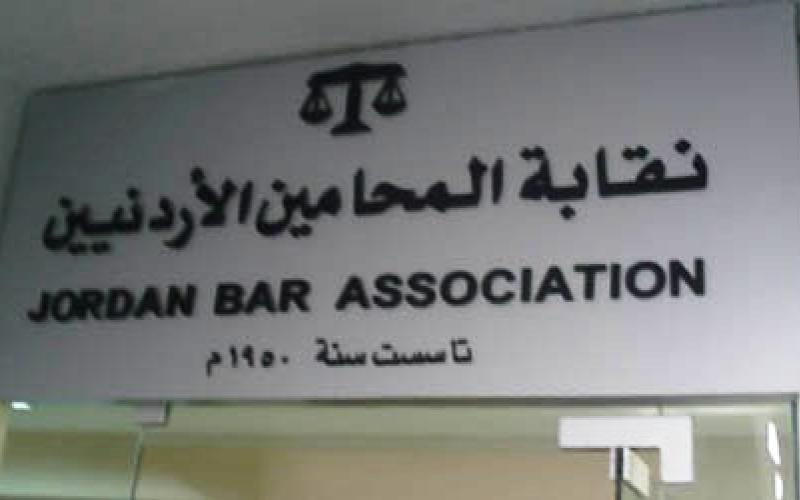 نقابة المحامين الأردنيين
JORDAN BAR ASSOCIATION
تاسست سنة ١٩٥٠م